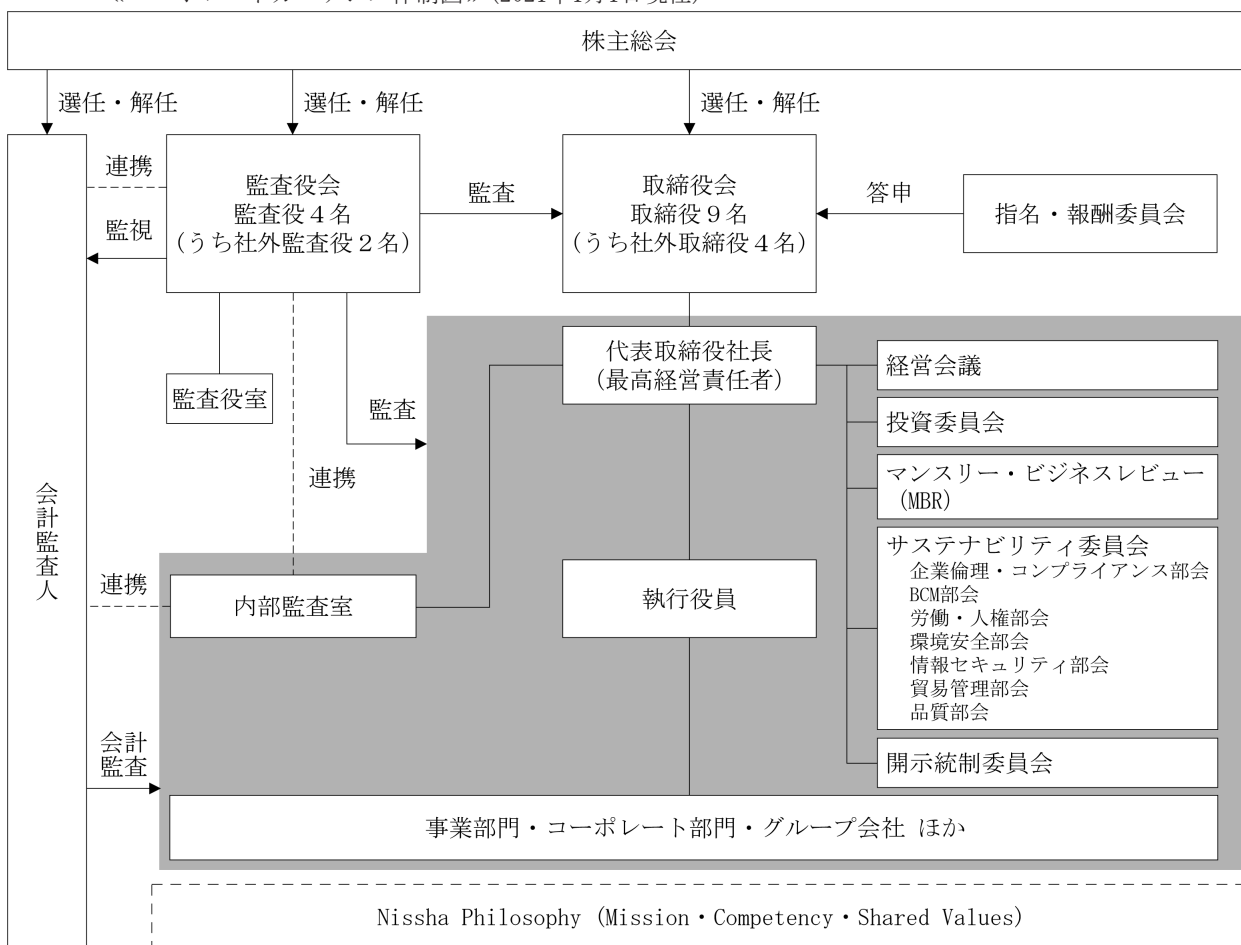 株主総会
選任・解任
選任・解任
選任・解任
連携
監視
監査役会
監査役４名
(うち社外監査役２名)
監査
取締役会
取締役９名
(うち社外取締役４名)
答申
指名・報酬委員会
監査役室
監査
連携
代表取締役社長
(最高経営責任者)
経営会議
投資委員会
マンスリー・ビジネスレビュー
(MBR)
サステナビリティ委員会
企業倫理・コンプライアンス部会
BCM部会
労働・人権部会
環境安全部会
情報セキュリティ部会
貿易管理部会
品質部会
開示統制委員会
会計監査人
連携
内部監査室
執行役員
会計
監査
事業部門・コーポレート部門・グループ会社 ほか
Nissha Philosophy (Mission・Competency・Shared Values)